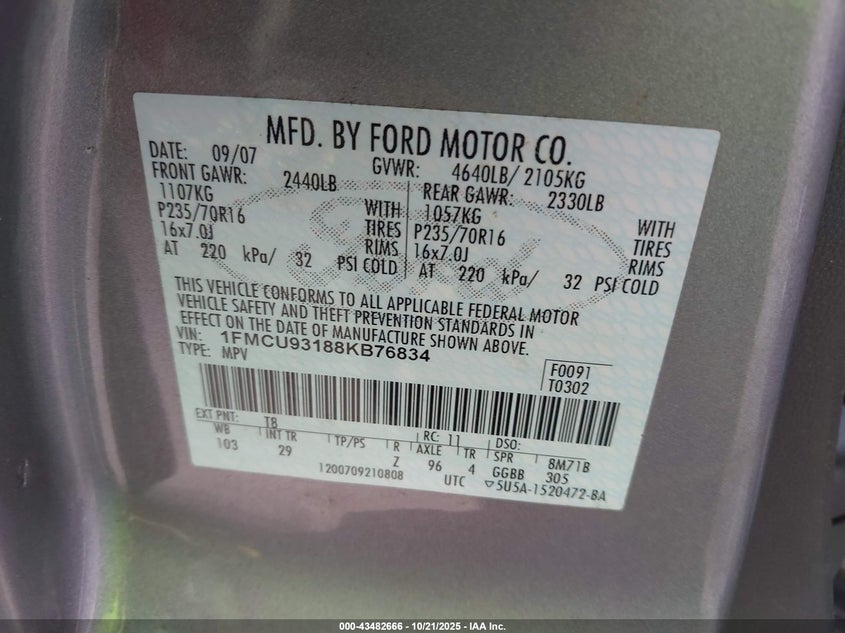 MFD. BY FORD MOTOR CO.
DATE: 09/07 GVWR: 4640LB/ 2105KG
FRONT GAWR: 2440LB REAR GAWR: 2330LB
1107KG WITH 1057KG WITH
P235/70R16 TIRES P235/70R16 TIRES
16x7.0J RIMS 16x7.0J RIMS
AT 220 kPa/ 32 PSI COLD AT 220 kPa/ 32 PSI COLD
Ford
THIS VEHICLE CONFORMS TO ALL APPLICABLE FEDERAL MOTOR
VEHICLE SAFETY AND THEFT PREVENTION STANDARDS IN
EFFECT ON THE DATE OF MANUFACTURE SHOWN ABOVE.
VIN: 1FMCU93188KB76834
TYPE: MPV
F0091
T0302
EXT PNT: T8 RC: 11 DSO:
WB INT TR TP/PS R AXLE TR SPR 8M71B
103 29 Z 96 4 GGBB 305
1200709210808 UTC ▽5U5A-1520472-BA
000-43482666 - 10/21/2025 - IAA Inc.